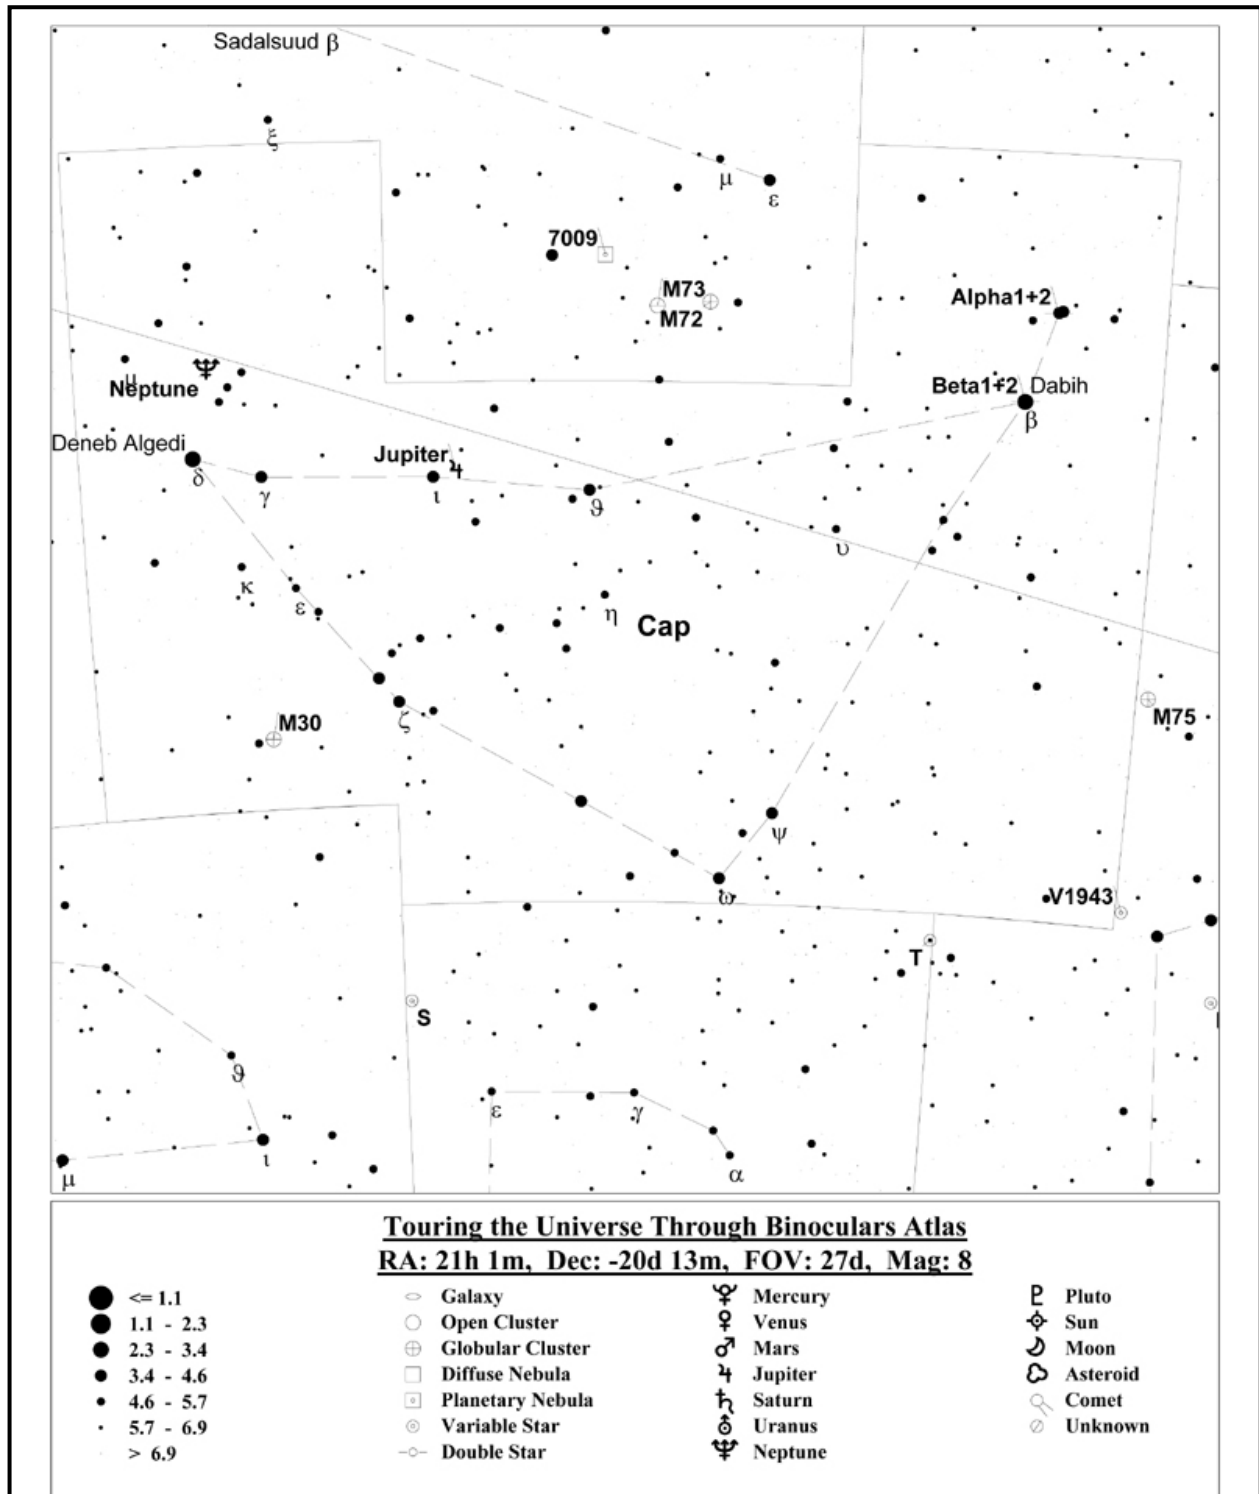 Sadalsuud β
ξ
μ
ε
7009
M73
M72
Alpha1+2
μ
Neptune
Beta1+2 Dabih
β
Deneb Algedi
δ
γ
Jupiter
ι
ϑ
υ
κ
ε
η
Cap
ζ
M30
M75
ψ
ω
V1943
T
S
ϑ
ε
γ
ι
α
μ
Touring the Universe Through Binoculars Atlas
RA: 21h 1m, Dec: -20d 13m, FOV: 27d, Mag: 8
<= 1.1
1.1 - 2.3
2.3 - 3.4
3.4 - 4.6
4.6 - 5.7
5.7 - 6.9
> 6.9
Galaxy
Open Cluster
Globular Cluster
Diffuse Nebula
Planetary Nebula
Variable Star
Double Star
Mercury
Venus
Mars
Jupiter
Saturn
Uranus
Neptune
Pluto
Sun
Moon
Asteroid
Comet
Unknown